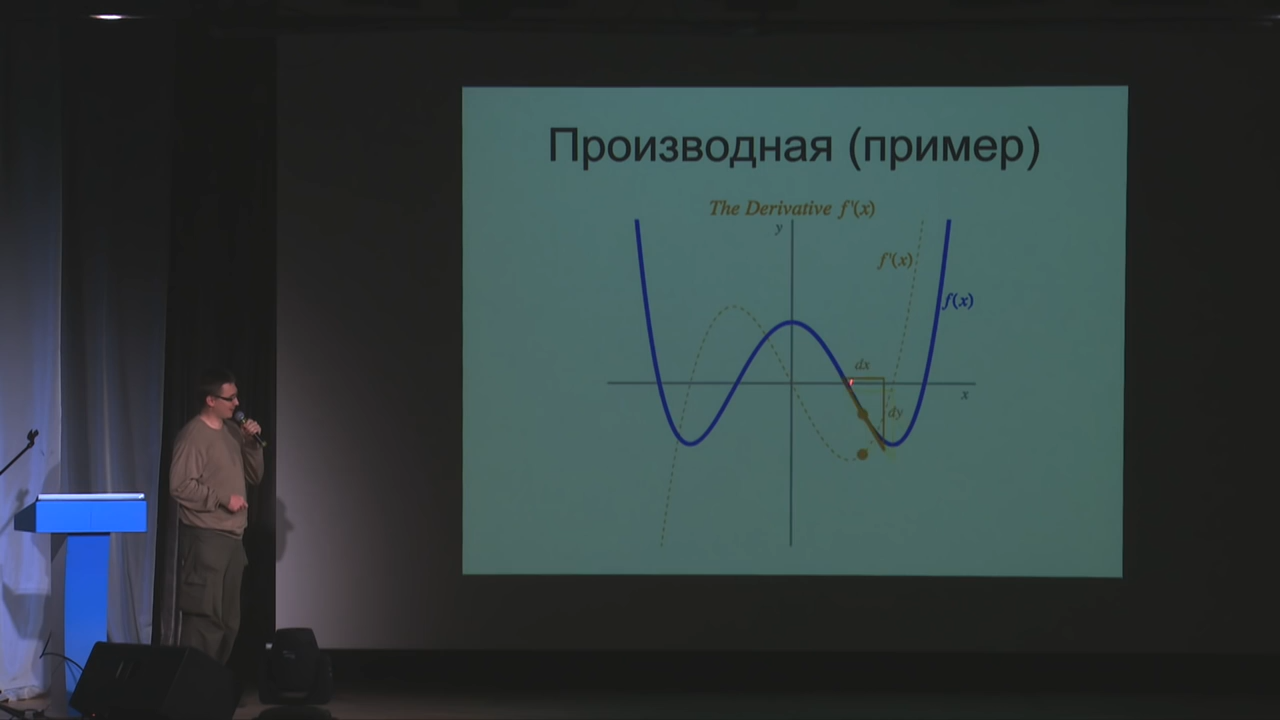 Производная (пример)
The Derivative f'(x)
y
f'(x)
f(x)
dx
x
dy